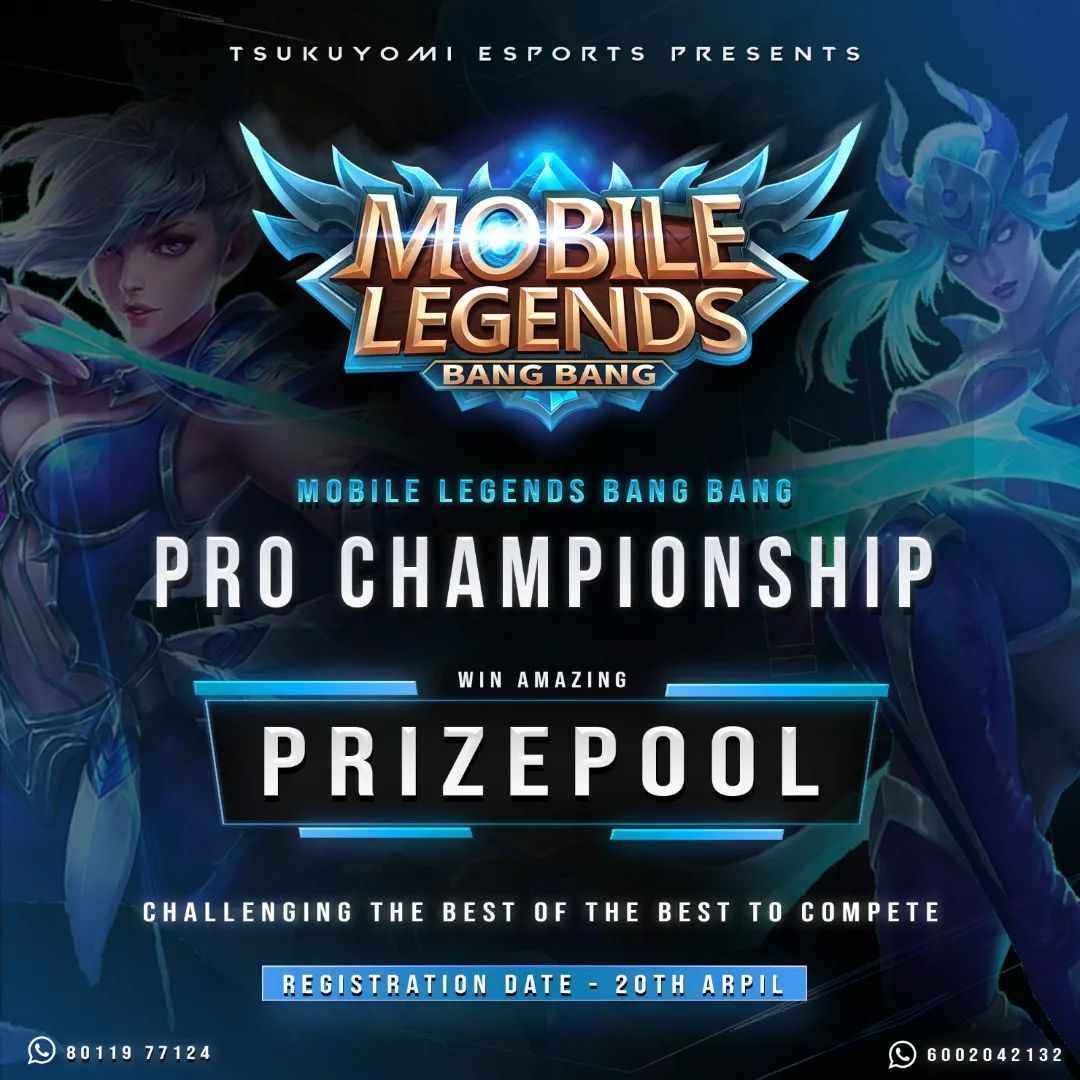 TSUKUYOMI ESPORTS PRESENTS
MOBILE
LEGENDS
BANG BANG
MOBILE LEGENDS BANG BANG
PRO CHAMPIONSHIP
WIN AMAZING
PRIZEPOOL
CHALLENGING THE BEST OF THE BEST TO COMPETE
REGISTRATION DATE - 20TH ARPIL
80119 77124
6002042132